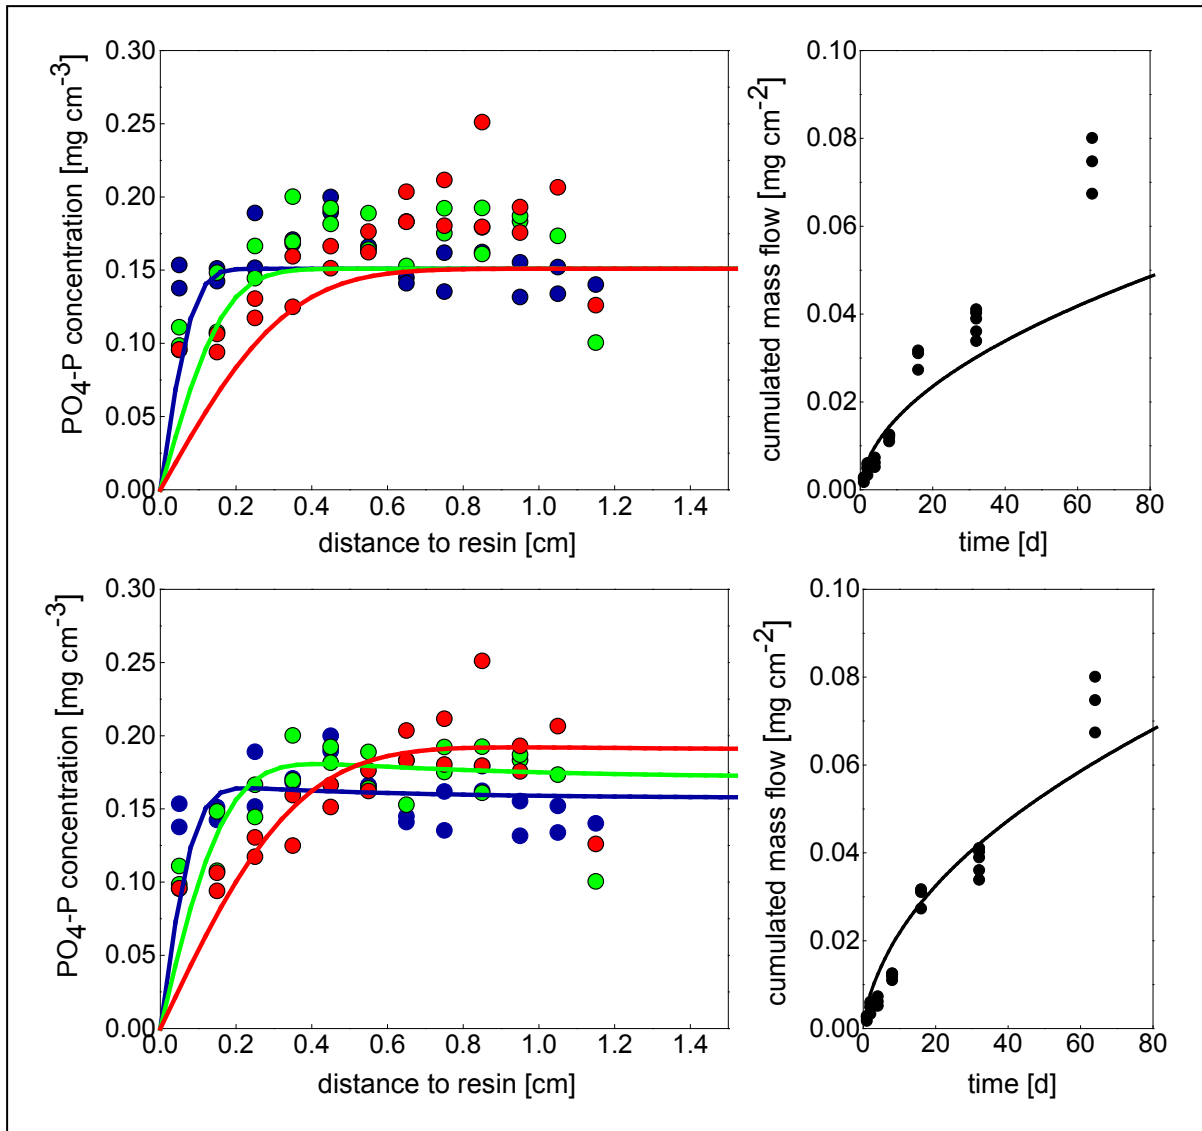 PO4-P concentration [mg cm-3]
0.30
0.25
0.20
0.15
0.10
0.05
0.00
0.0 0.2 0.4 0.6 0.8 1.0 1.2 1.4
distance to resin [cm]
cumulated mass flow [mg cm-2]
0.10
0.08
0.06
0.04
0.02
0.00
0 20 40 60 80
time [d]
PO4-P concentration [mg cm-3]
0.30
0.25
0.20
0.15
0.10
0.05
0.00
0.0 0.2 0.4 0.6 0.8 1.0 1.2 1.4
distance to resin [cm]
cumulated mass flow [mg cm-2]
0.10
0.08
0.06
0.04
0.02
0.00
0 20 40 60 80
time [d]